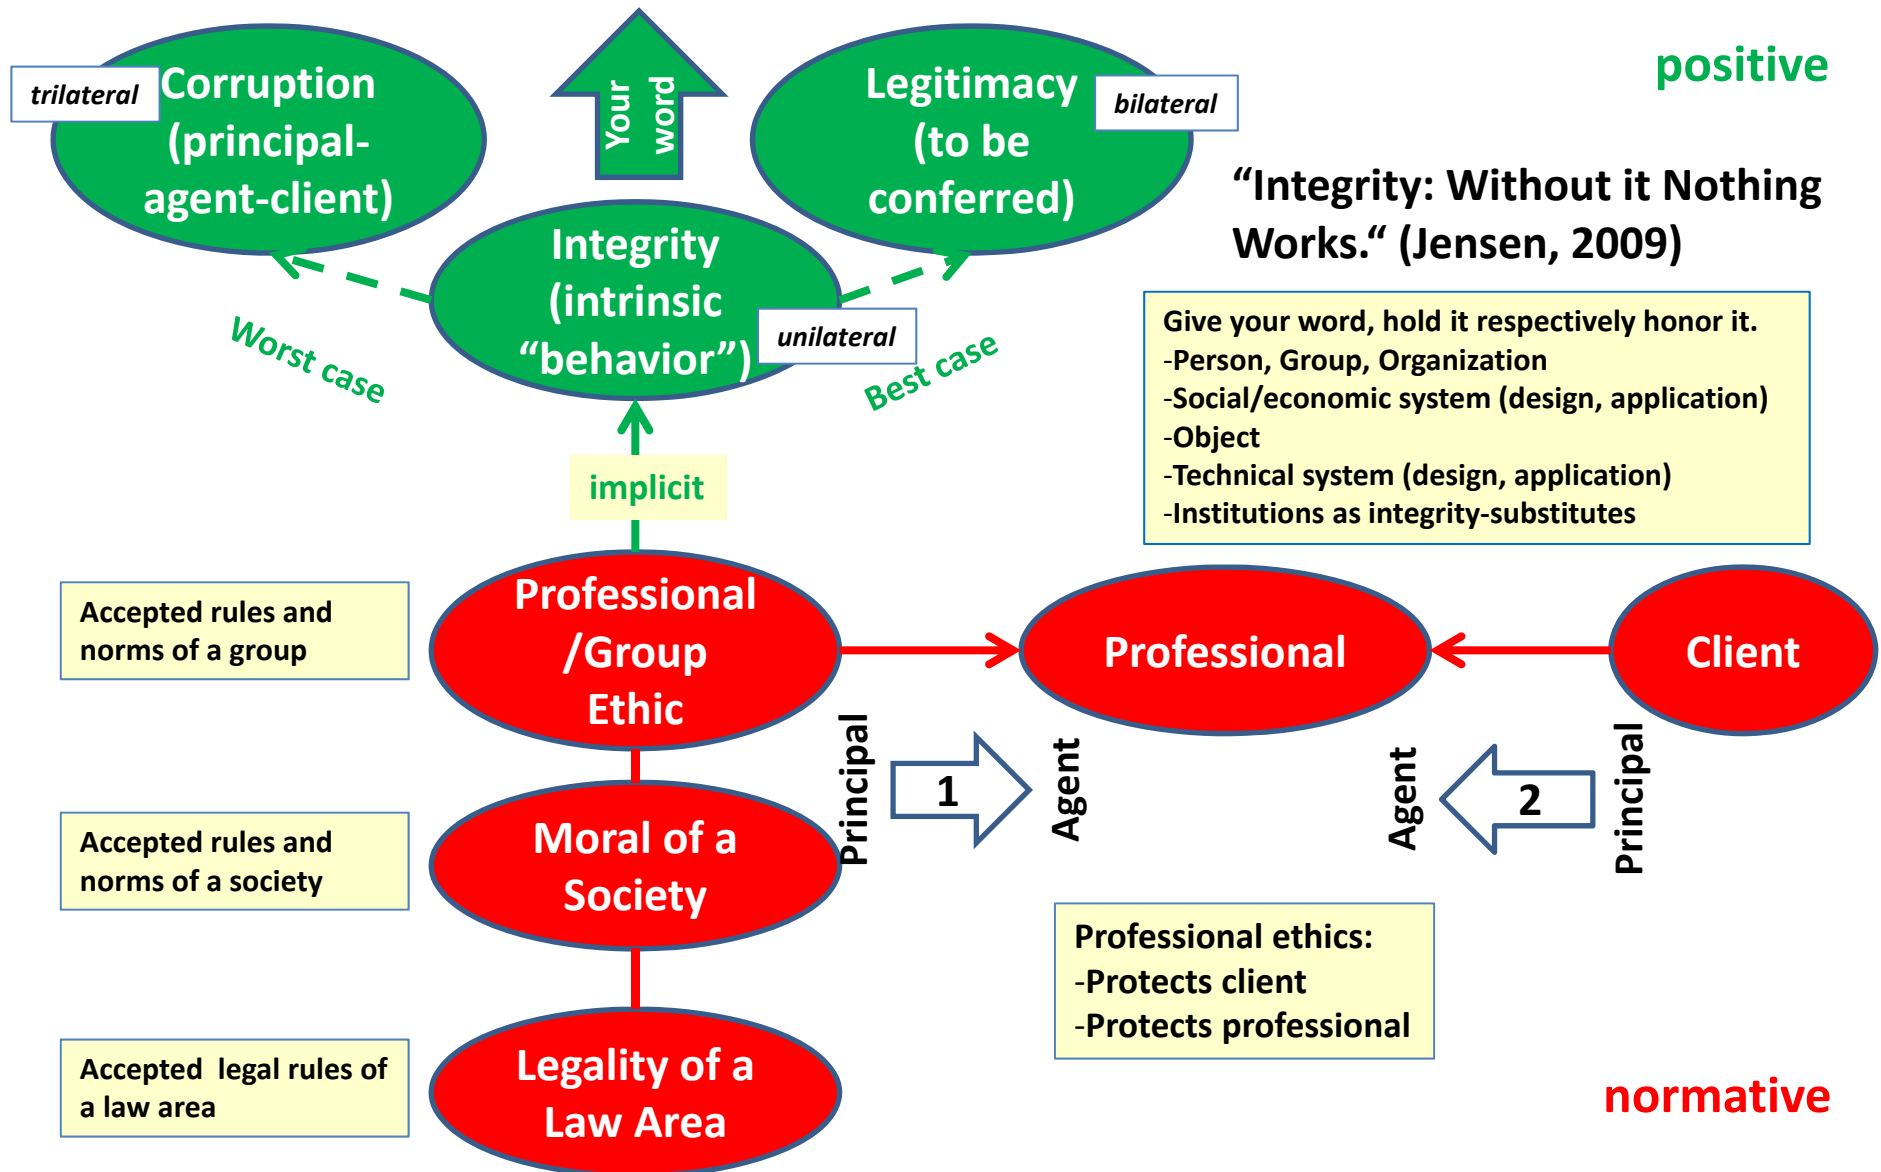 trilateral
Corruption
(principal-
agent-client)
Your
word
Legitimacy
(to be
conferred)
bilateral
positive
“Integrity: Without it Nothing
Works.“ (Jensen, 2009)
Integrity
(intrinsic
“behavior”)
unilateral
Worst case
Best case
Give your word, hold it respectively honor it.
-Person, Group, Organization
-Social/economic system (design, application)
-Object
-Technical system (design, application)
-Institutions as integrity-substitutes
implicit
Accepted rules and
norms of a group
Professional
/Group
Ethic
Professional
Client
Principal
1
Agent
Agent
2
Principal
Accepted rules and
norms of a society
Moral of a
Society
Professional ethics:
-Protects client
-Protects professional
Accepted  legal rules of
a law area
Legality of a
Law Area
normative